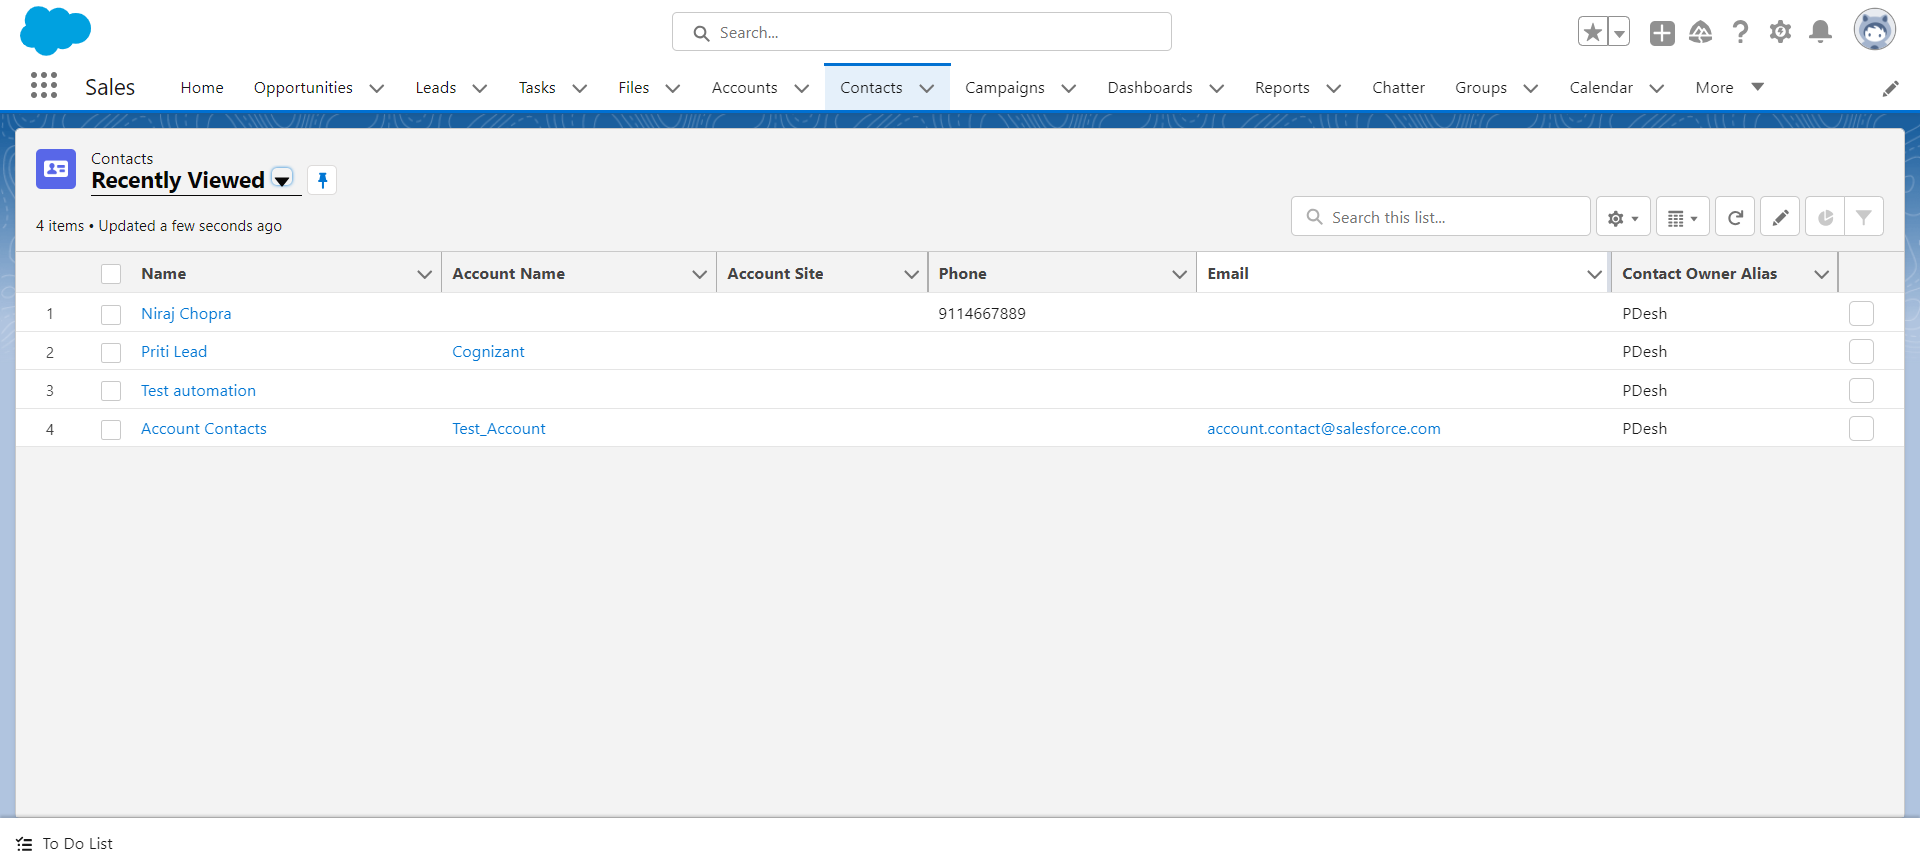 Search...
Sales Home Opportunities Leads Tasks Files Accounts Contacts Campaigns Dashboards Reports Chatter Groups Calendar More
Contacts
Recently Viewed
4 items • Updated a few seconds ago
Search this list...
Name Account Name Account Site Phone Email Contact Owner Alias
1 Niraj Chopra 9114667889 PDesh
2 Priti Lead Cognizant PDesh
3 Test automation PDesh
4 Account Contacts Test_Account account.contact@salesforce.com PDesh
To Do List